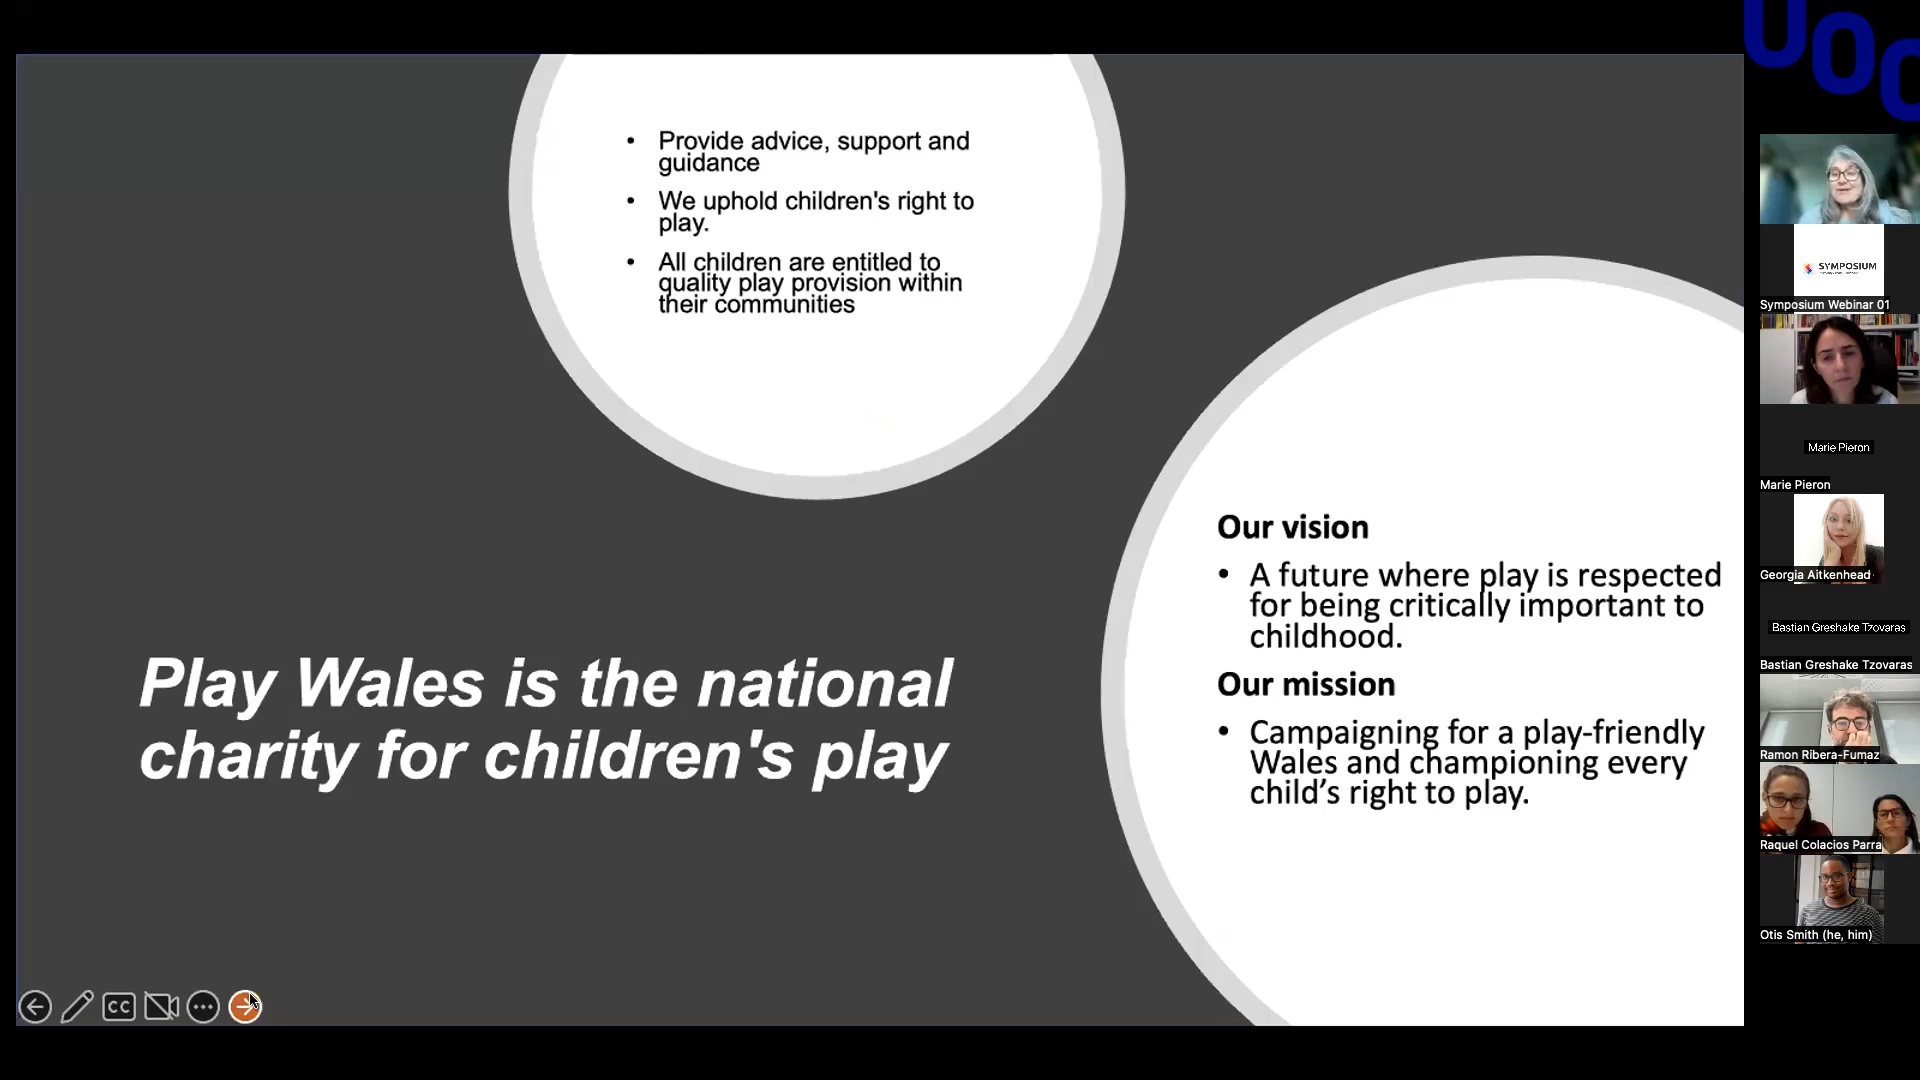 UOC
• Provide advice, support and
guidance
• We uphold children's right to
play.
• All children are entitled to
quality play provision within
their communities
Our vision
• A future where play is respected
for being critically important to
childhood.
Our mission
• Campaigning for a play-friendly
Wales and championing every
child’s right to play.
Play Wales is the national
charity for children's play
CC
SYMPOSIUM
Symposium Webinar 01
Marie Pieron
Marie Pieron
Georgia Aitkenhead
Bastian Greshake Tzovaras
Bastian Greshake Tzovaras
Ramon Ribera-Fumaz
Raquel Colacios Parra
Otis Smith (he, him)